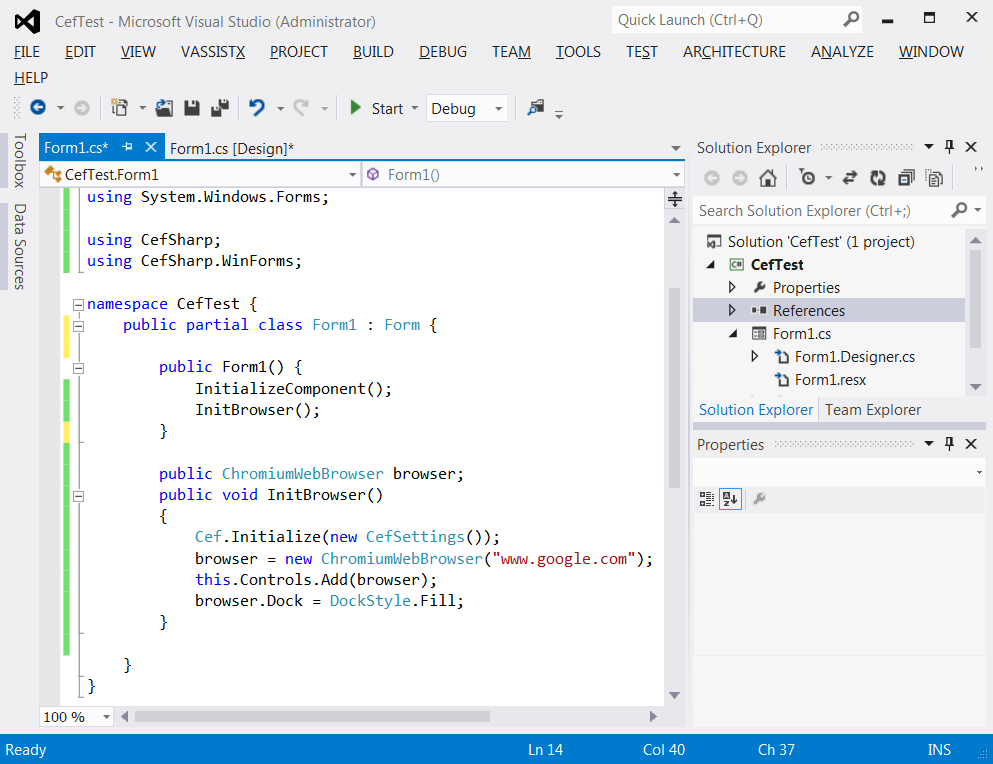 CefTest - Microsoft Visual Studio (Administrator)
Quick Launch (Ctrl+Q)
FILE EDIT VIEW VASSISTX PROJECT BUILD DEBUG TEAM TOOLS TEST ARCHITECTURE ANALYZE WINDOW
HELP
Start Debug
Toolbox
Data Sources
Form1.cs* Form1.cs [Design]*
CefTest.Form1 Form1()
using System.Windows.Forms;
using CefSharp;
using CefSharp.WinForms;
namespace CefTest {
public partial class Form1 : Form {
public Form1() {
InitializeComponent();
InitBrowser();
}
public ChromiumWebBrowser browser;
public void InitBrowser()
{
Cef.Initialize(new CefSettings());
browser = new ChromiumWebBrowser("www.google.com");
this.Controls.Add(browser);
browser.Dock = DockStyle.Fill;
}
}
}
100 %
Solution Explorer
Search Solution Explorer (Ctrl+;)
Solution 'CefTest' (1 project)
C# CefTest
Properties
References
Form1.cs
Form1.Designer.cs
Form1.resx
Solution Explorer Team Explorer
Properties
Ready Ln 14 Col 40 Ch 37 INS